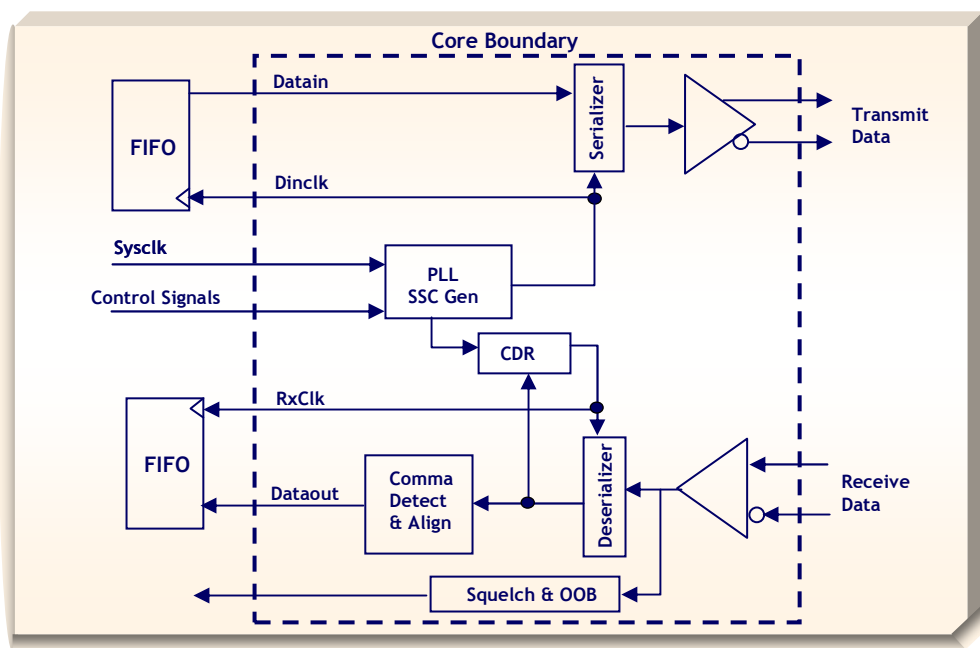 Core Boundary
Datain
Serializer
FIFO
Transmit
Data
Dinclk
Sysclk
PLL
SSC Gen
Control Signals
CDR
RxClk
FIFO
Comma
Detect
& Align
Deserializer
Receive
Data
Dataout
Squelch & OOB